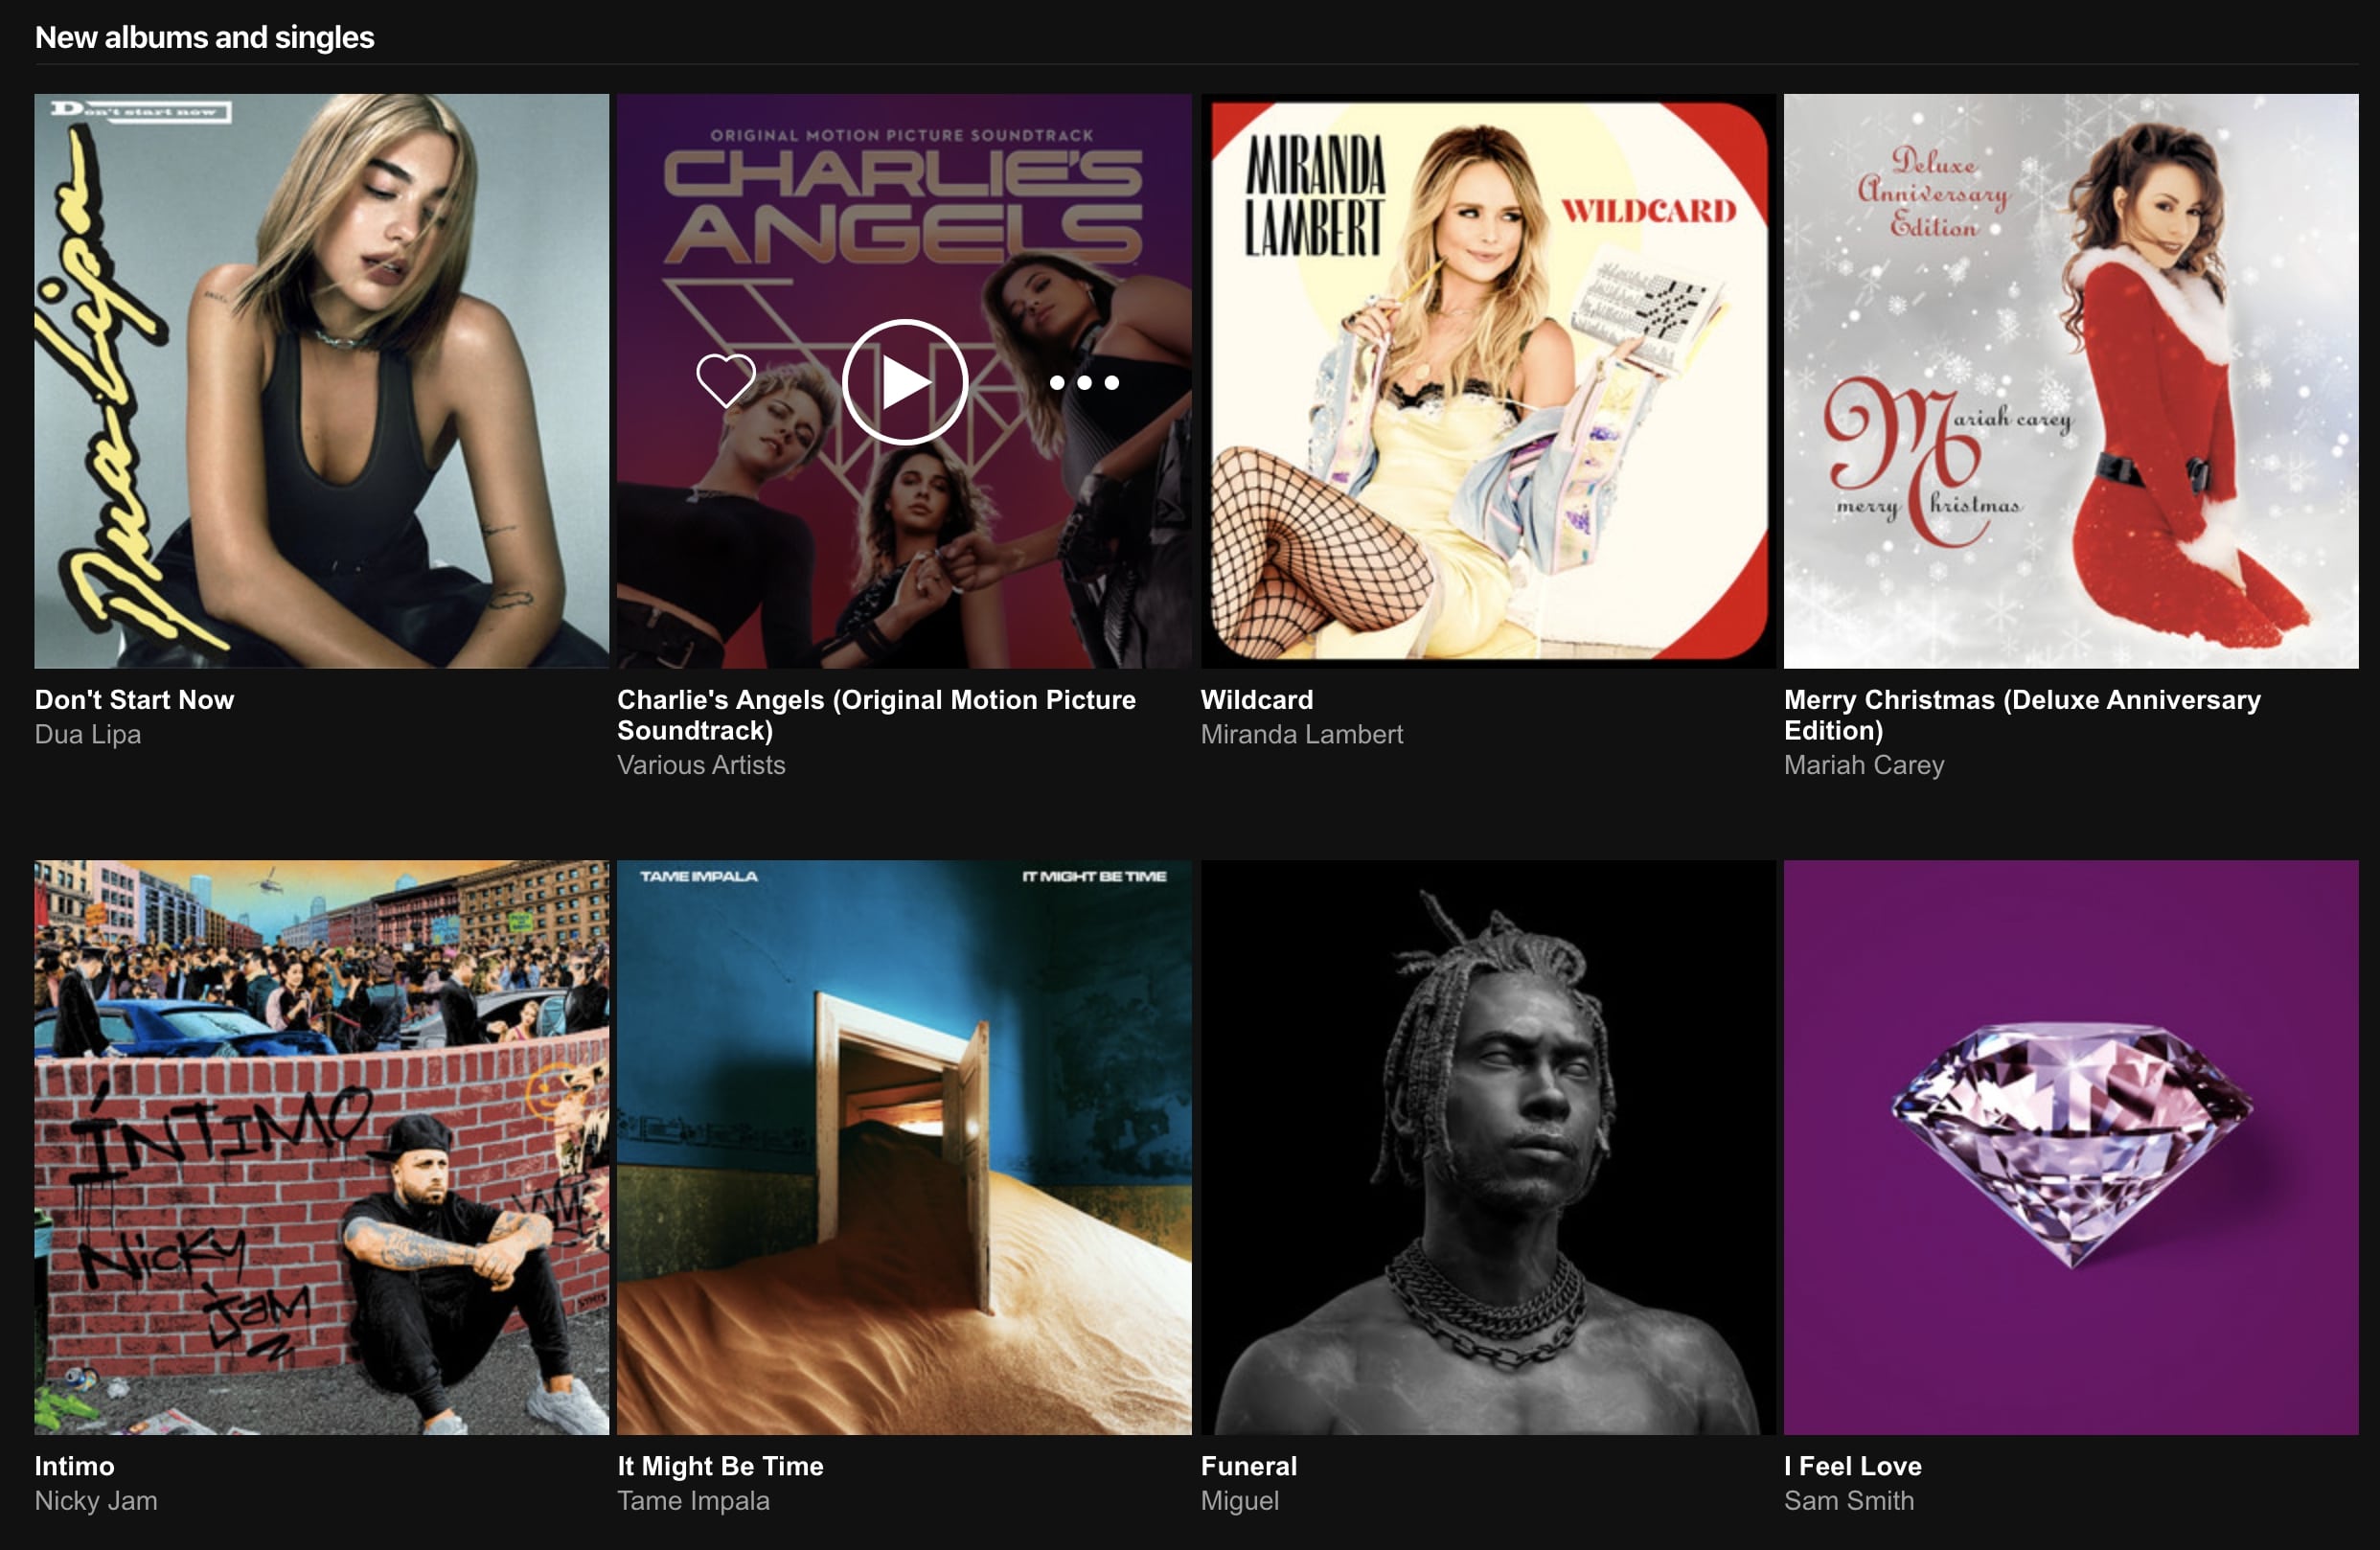 New albums and singles
Don't start now
Dua Lipa
ORIGINAL MOTION PICTURE SOUNDTRACK
CHARLIE'S
ANGELS
MIRANDA
LAMBERT
WILDCARD
Deluxe
Anniversary
Edition
Mariah carey
merry Christmas
Don't Start Now
Dua Lipa
Charlie's Angels (Original Motion Picture
Soundtrack)
Various Artists
Wildcard
Miranda Lambert
Merry Christmas (Deluxe Anniversary
Edition)
Mariah Carey
ÍNTIMO
Nicky
Jam
TAME IMPALA
IT MIGHT BE TIME
Intimo
Nicky Jam
It Might Be Time
Tame Impala
Funeral
Miguel
I Feel Love
Sam Smith